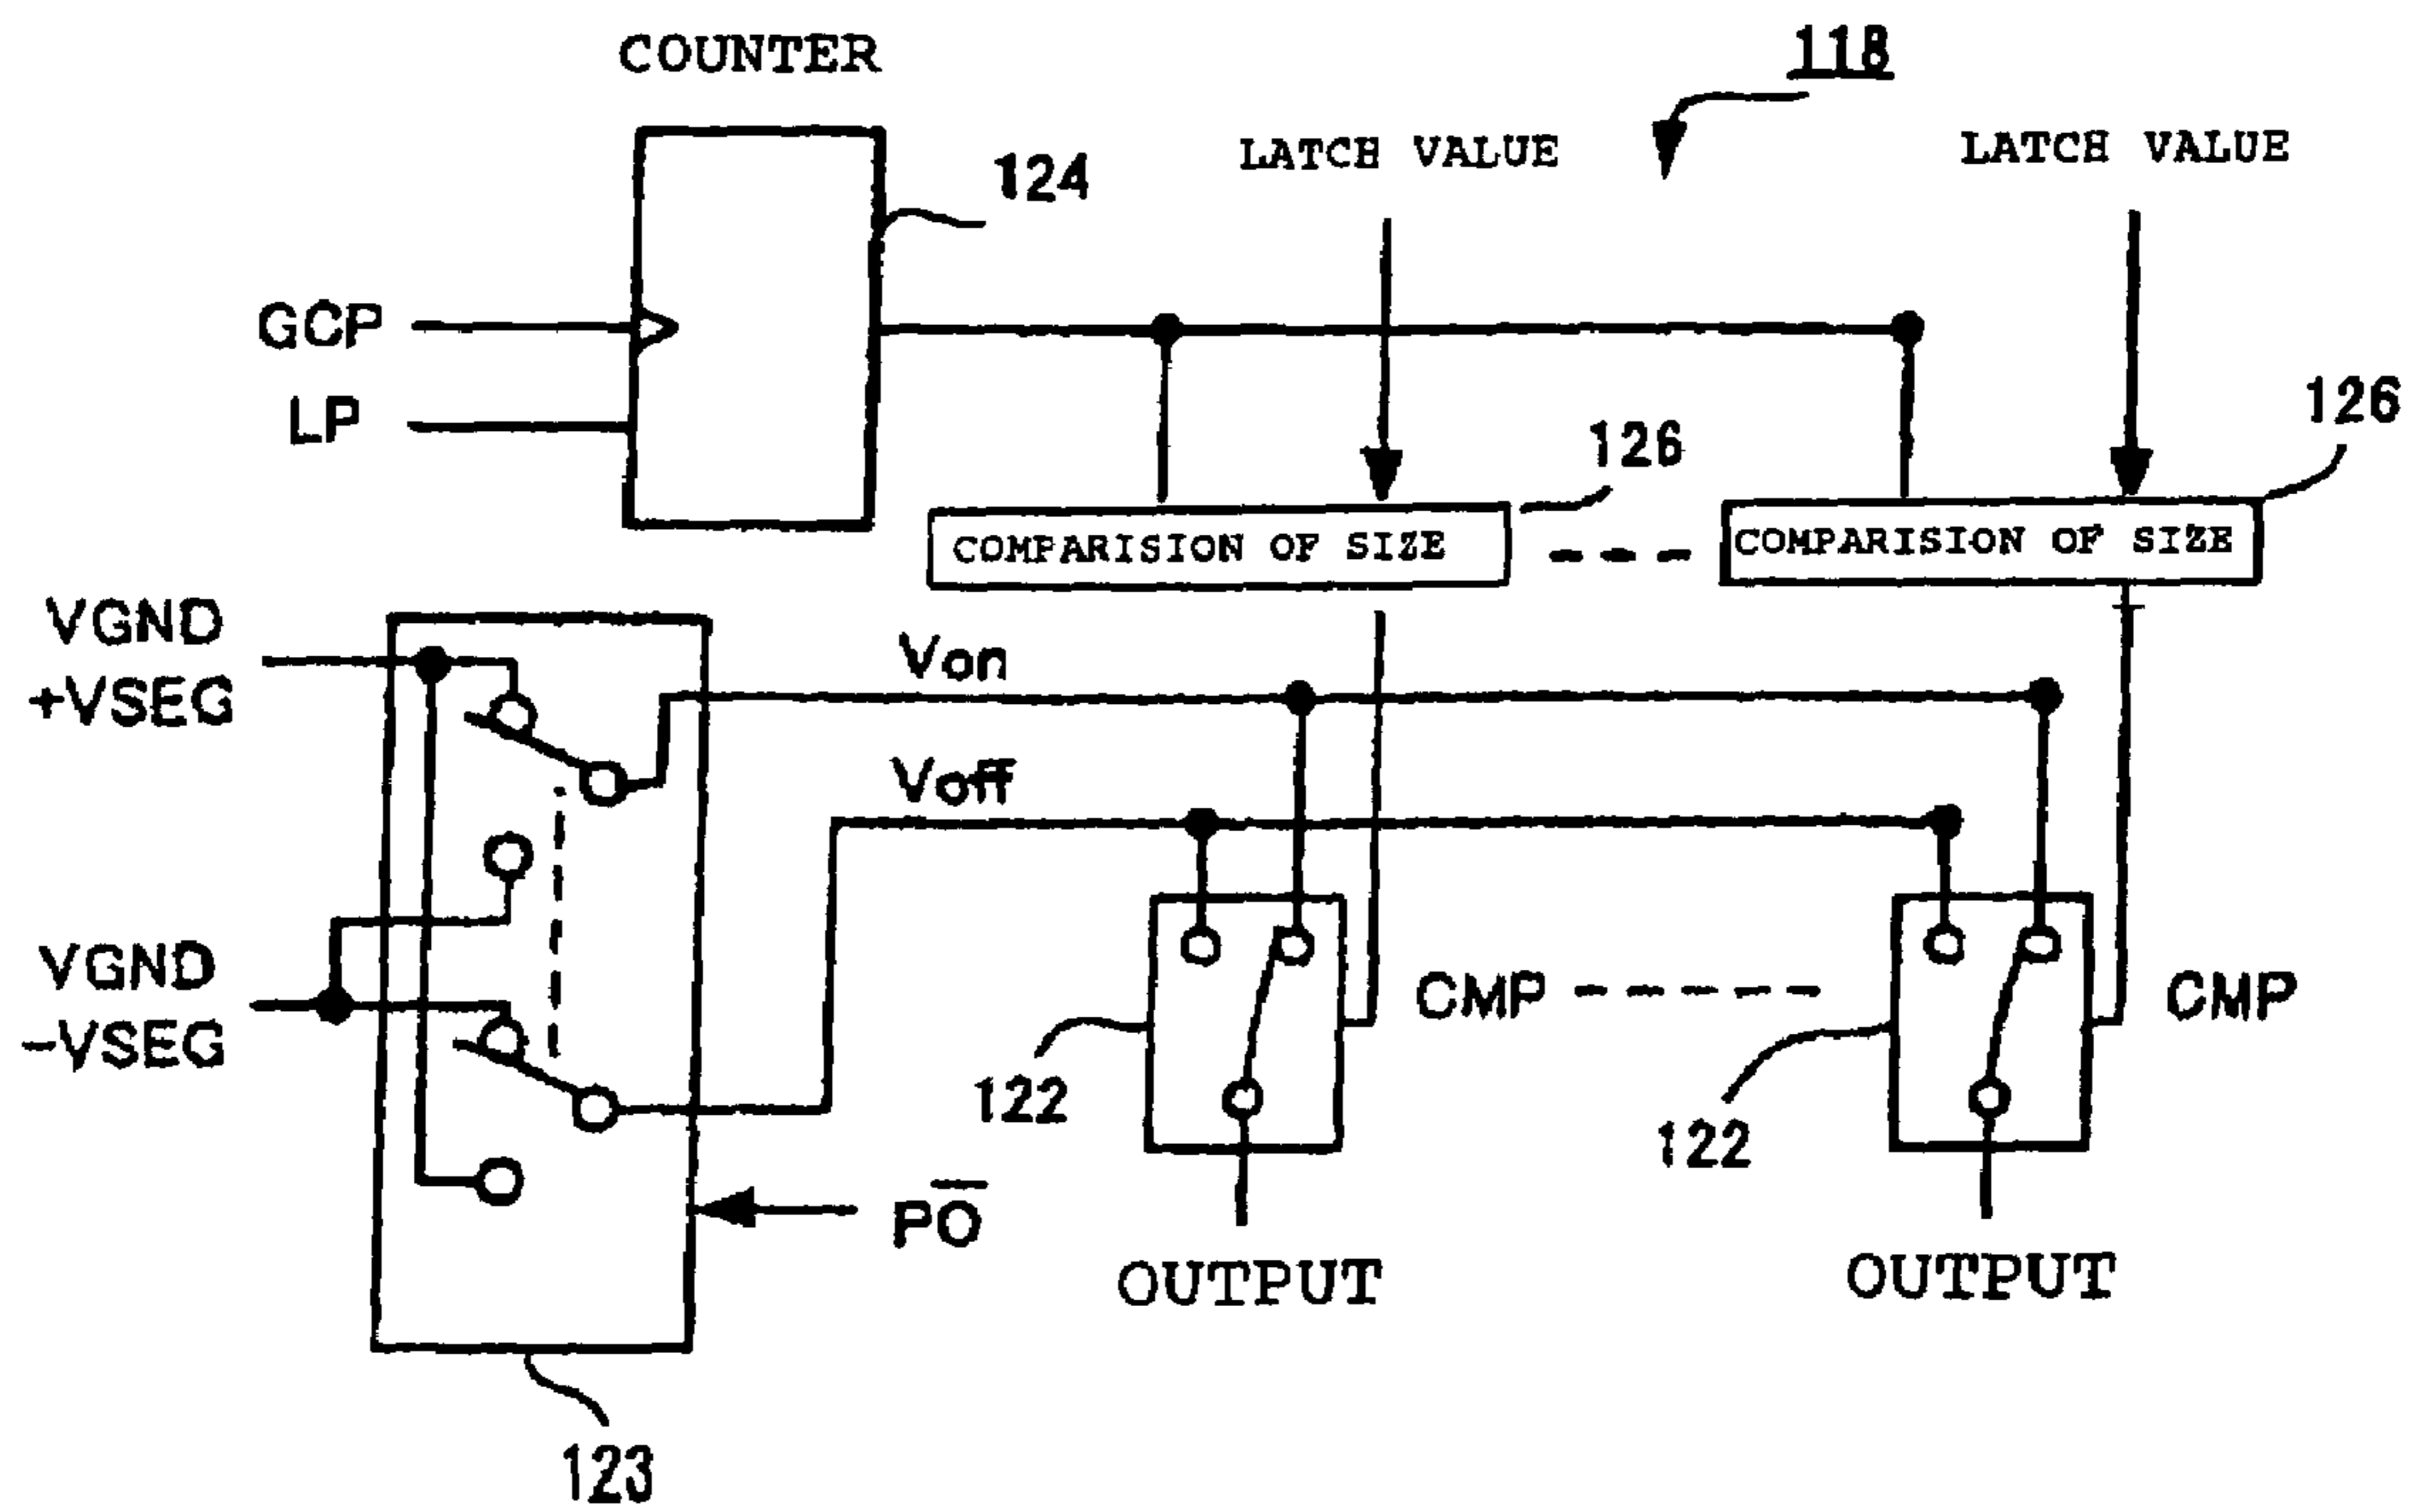 COUNTER
118
124
LATCH VALUE
LATCH VALUE
GCP
LP
126
126
COMPARISION OF SIZE
COMPARISION OF SIZE
VGND
+VSEG
Von
Voff
VGND
-VSEG
CMP
CMP
122
122
PO̅
OUTPUT
OUTPUT
123